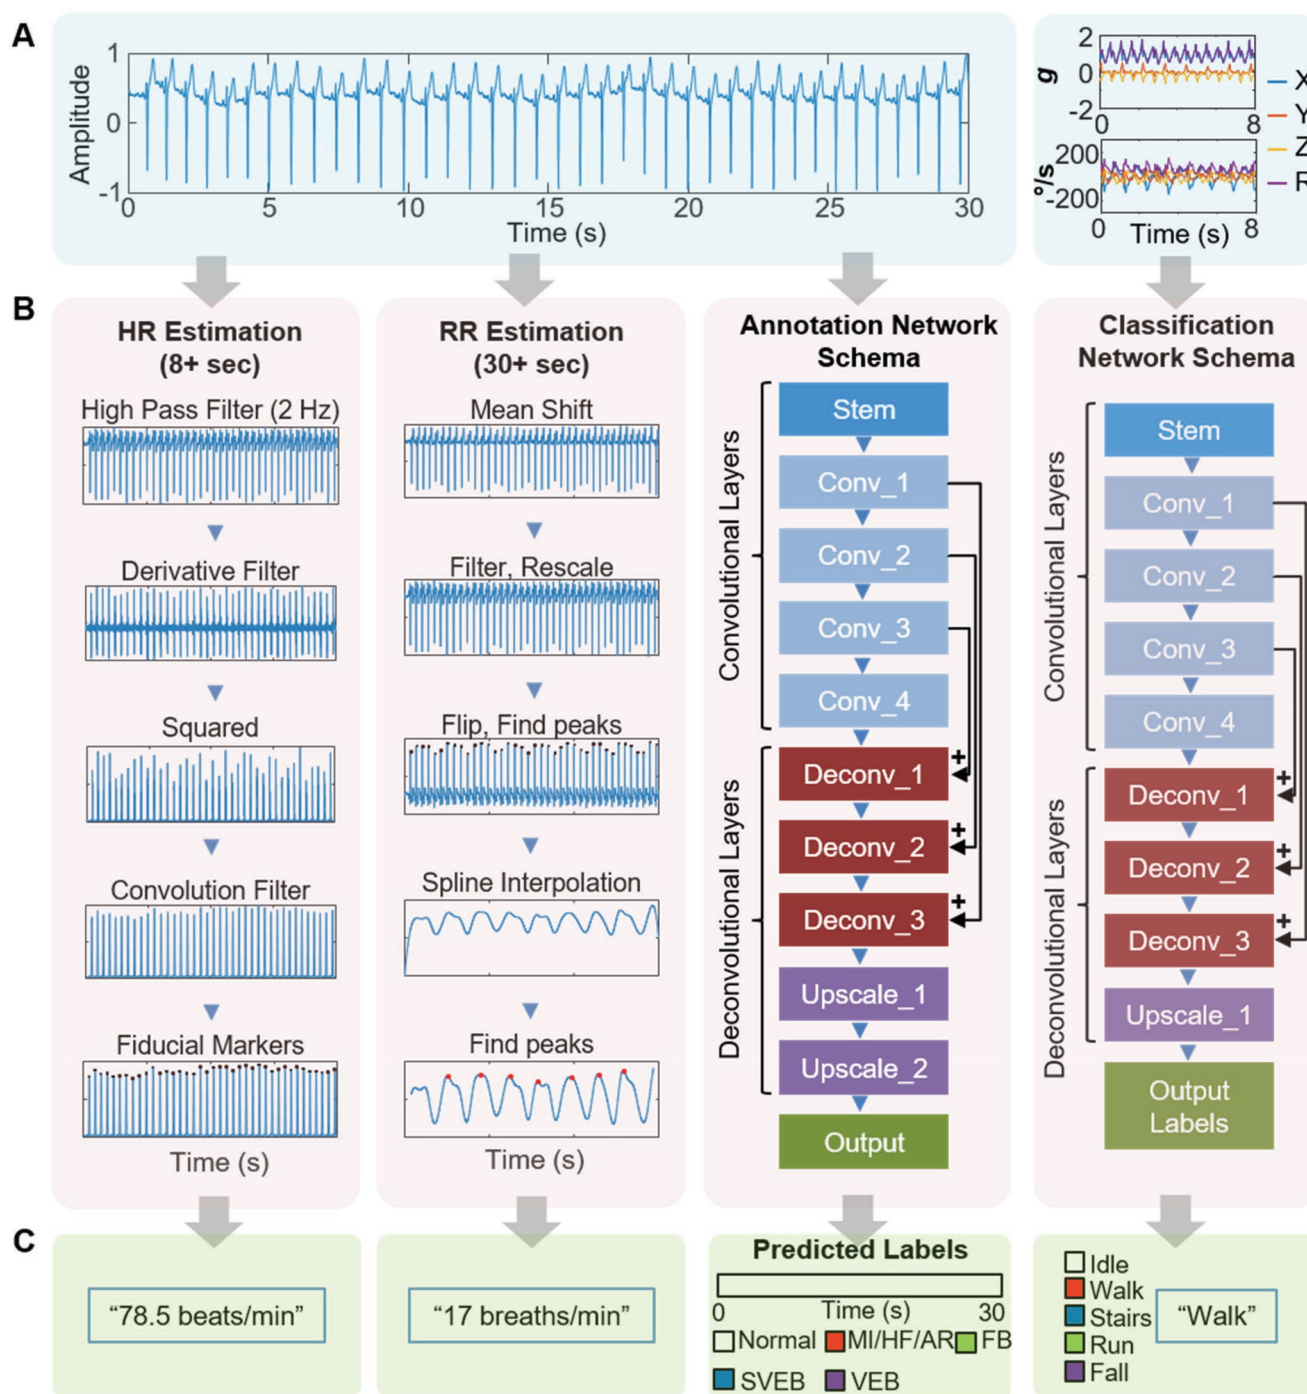 A
Amplitude
1
0
-1
0
5
10
15
20
25
30
Time (s)
g
2
0
-2
0
8
°/s
200
-200
0
Time (s)
8
X
Y
Z
R
B
HR Estimation
(8+ sec)
High Pass Filter (2 Hz)
Derivative Filter
Squared
Convolution Filter
Fiducial Markers
Time (s)
RR Estimation
(30+ sec)
Mean Shift
Filter, Rescale
Flip, Find peaks
Spline Interpolation
Find peaks
Time (s)
Annotation Network
Schema
Convolutional Layers
Stem
Conv_1
Conv_2
Conv_3
Conv_4
Deconvolutional Layers
Deconv_1
+
Deconv_2
+
Deconv_3
+
Upscale_1
Upscale_2
Output
Classification
Network Schema
Convolutional Layers
Stem
Conv_1
Conv_2
Conv_3
Conv_4
Deconvolutional Layers
Deconv_1
+
Deconv_2
+
Deconv_3
+
Upscale_1
Output
Labels
C
“78.5 beats/min”
“17 breaths/min”
Predicted Labels
0
Time (s)
30
Normal
MI/HF/AR
FB
SVEB
VEB
Idle
Walk
Stairs
Run
Fall
“Walk”